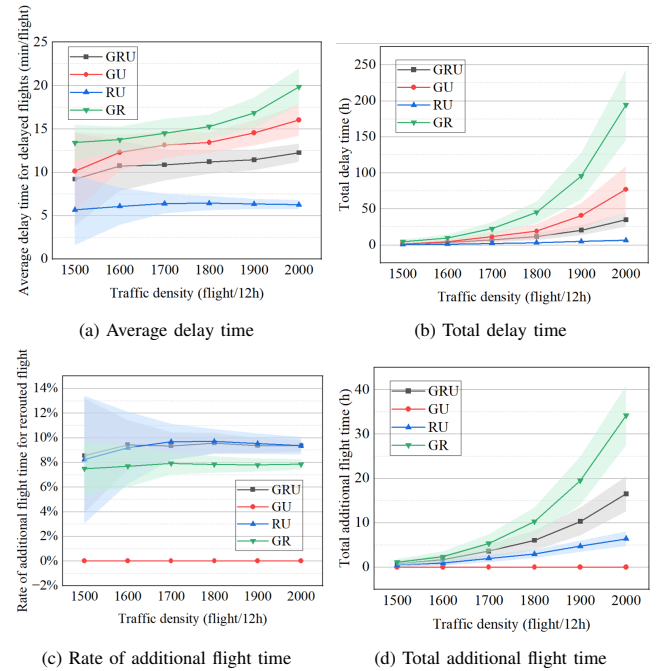 Average delay time for delayed flights (min/flight)
25
20
15
10
5
0
GRU
GU
RU
GR
1500 1600 1700 1800 1900 2000
Traffic density (flight/12h)
(a) Average delay time
Total delay time (h)
250
200
150
100
50
0
GRU
GU
RU
GR
1500 1600 1700 1800 1900 2000
Traffic density (flight/12h)
(b) Total delay time
Rate of additional flight time for rerouted flight
14%
12%
10%
8%
6%
4%
2%
0%
−2%
GRU
GU
RU
GR
1500 1600 1700 1800 1900 2000
Traffic density (flight/12h)
(c) Rate of additional flight time
Total additional flight time (h)
40
30
20
10
0
GRU
GU
RU
GR
1500 1600 1700 1800 1900 2000
Traffic density (flight/12h)
(d) Total additional flight time